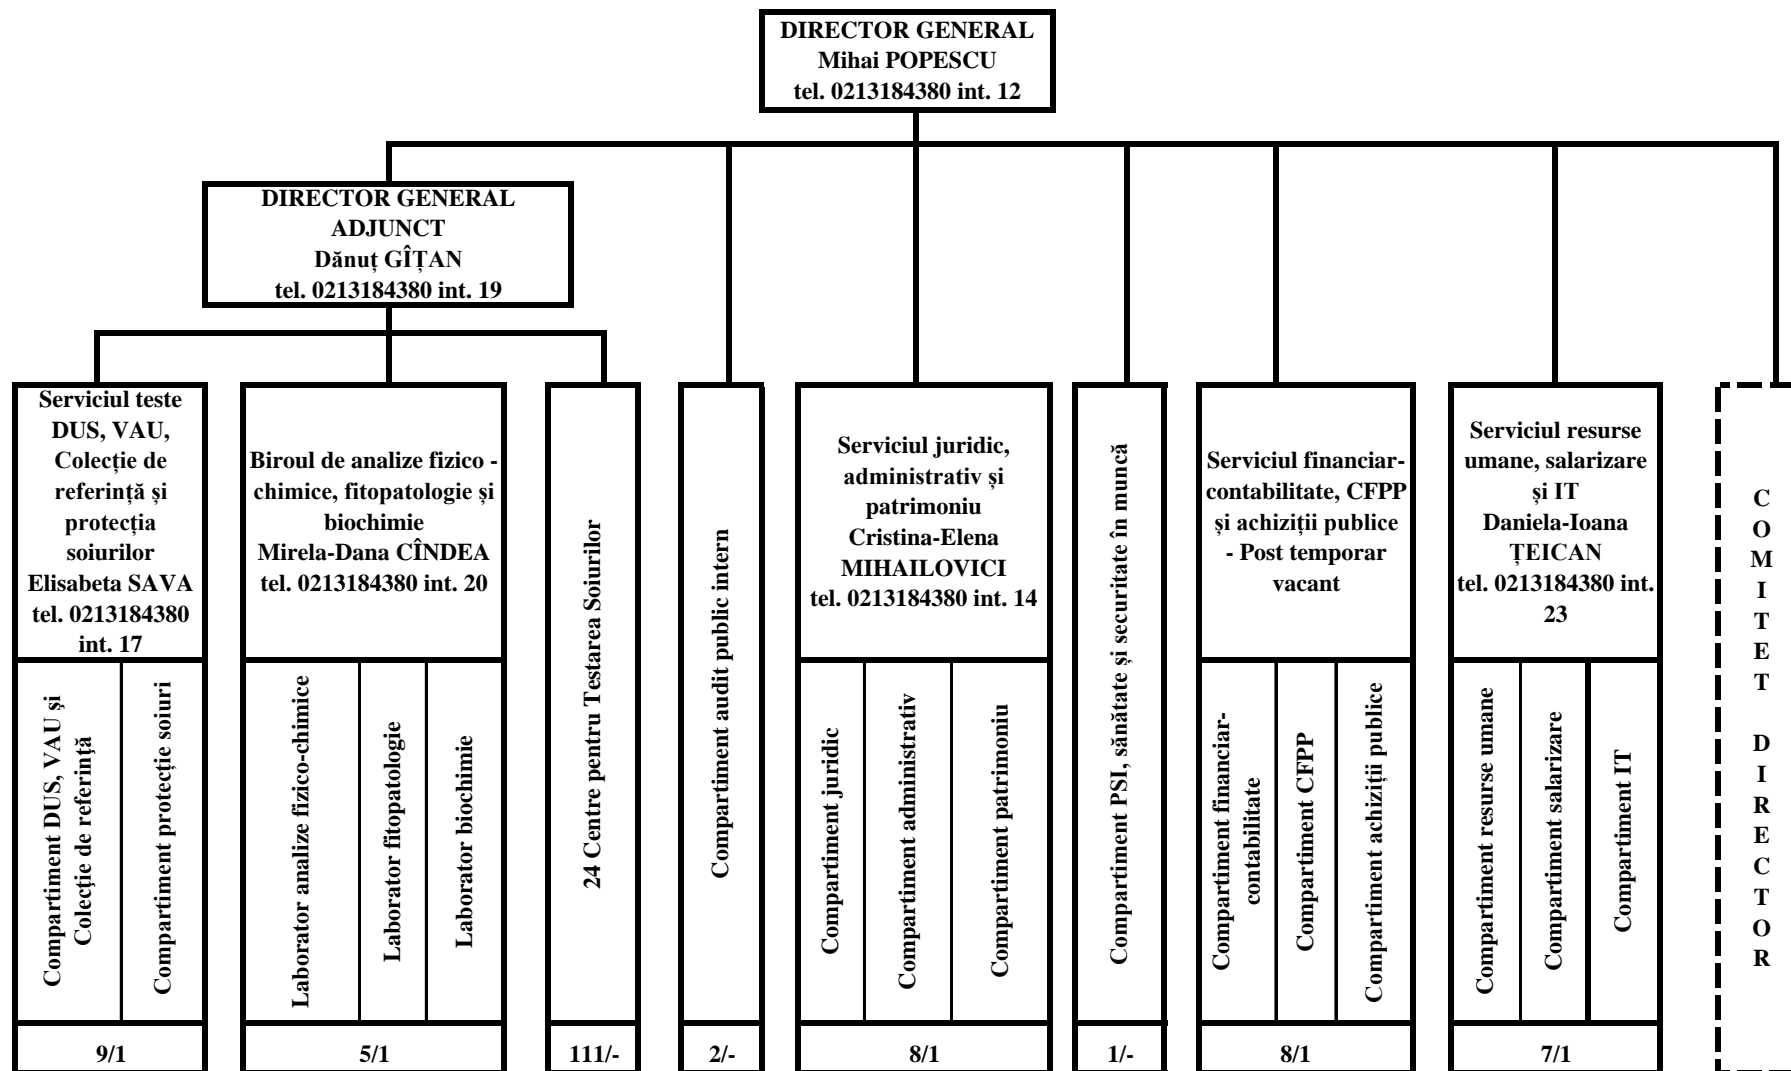 DIRECTOR GENERAL
Mihai POPESCU
tel. 0213184380 int. 12
DIRECTOR GENERAL
ADJUNCT
Dănuț GÎȚAN
tel. 0213184380 int. 19
Serviciul teste
DUS, VAU,
Colecție de
referință și
protecția
soiurilor
Elisabeta SAVA
tel. 0213184380
int. 17
Compartiment DUS, VAU și
Colecție de referință
Compartiment protecție soiuri
9/1
Biroul de analize fizico -
chimice, fitopatologie și
biochimie
Mirela-Dana CÎNDEA
tel. 0213184380 int. 20
Laborator analize fizico-chimice
Laborator fitopatologie
Laborator biochimie
5/1
24 Centre pentru Testarea Soiurilor
111/-
Compartiment audit public intern
2/-
Serviciul juridic,
administrativ și
patrimoniu
Cristina-Elena
MIHAILOVICI
tel. 0213184380 int. 14
Compartiment juridic
Compartiment administrativ
Compartiment patrimoniu
8/1
Compartiment PSI, sănătate și securitate în muncă
1/-
Serviciul financiar-
contabilitate, CFPP
și achiziții publice
- Post temporar
vacant
Compartiment financiar-
contabilitate
Compartiment CFPP
Compartiment achiziții publice
8/1
Serviciul resurse
umane, salarizare
și IT
Daniela-Ioana
ȚEICAN
tel. 0213184380 int.
23
Compartiment resurse umane
Compartiment salarizare
Compartiment IT
7/1
COMITET DIRECTOR